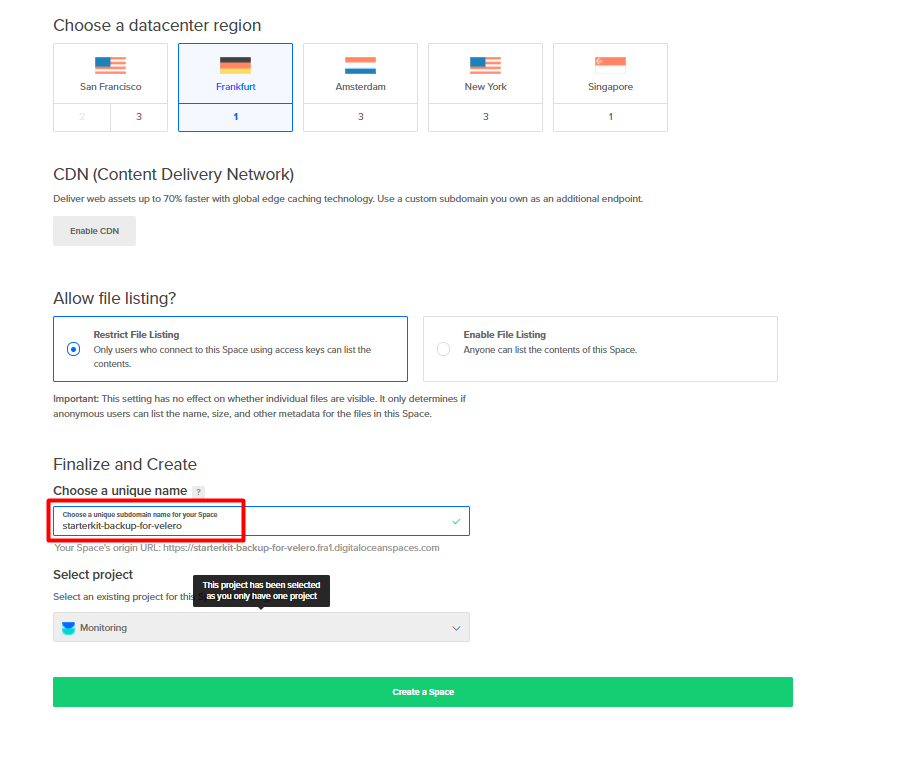 Choose a datacenter region
San Francisco
Frankfurt
Amsterdam
New York
Singapore
2
3
1
3
3
1
CDN (Content Delivery Network)
Deliver web assets up to 70% faster with global edge caching technology. Use a custom subdomain you own as an additional endpoint.
Enable CDN
Allow file listing?
Restrict File Listing
Only users who connect to this Space using access keys can list the
contents.
Enable File Listing
Anyone can list the contents of this Space.
Important: This setting has no effect on whether individual files are visible. It only determines if
anonymous users can list the name, size, and other metadata for the files in this Space.
Finalize and Create
Choose a unique name ?
Choose a unique subdomain name for your Space
starterkit-backup-for-velero
Your Space's origin URL: https://starterkit-backup-for-velero.fra1.digitaloceanspaces.com
Select project
This project has been selected
as you only have one project
Select an existing project for this
Monitoring
Create a Space